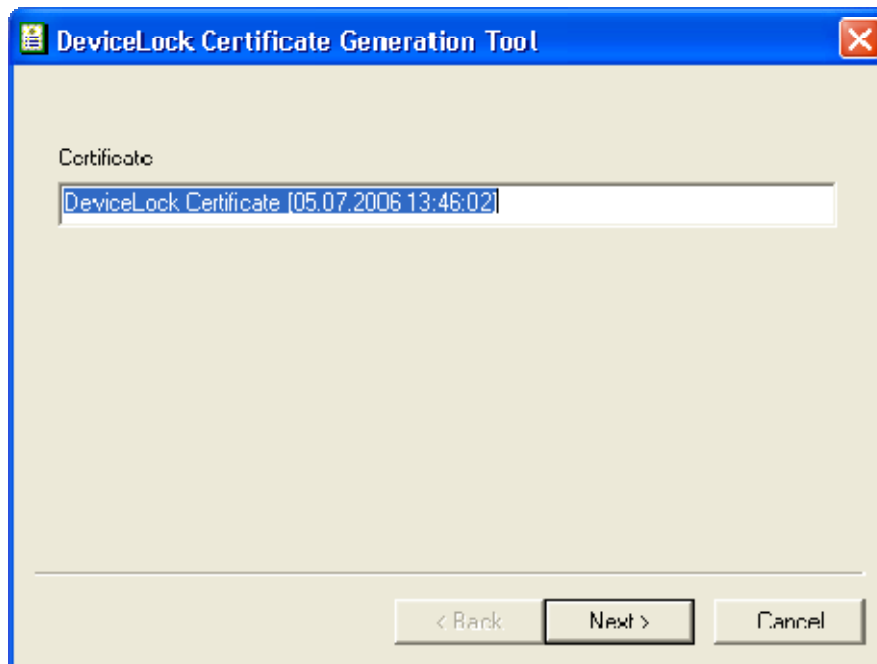 DeviceLock Certificate Generation Tool
Certificate
DeviceLock Certificate [05.07.2006 13:46:02]
< Back
Next >
Cancel